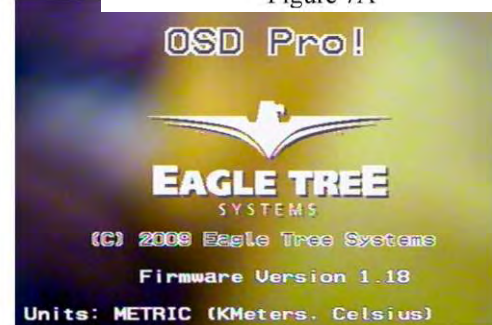 Figure 7A
OSD Pro!
EAGLE TREE
SYSTEMS
(C) 2009 Eagle Tree Systems
Firmware Version 1.18
Units: METRIC (KMeters. Celsius)